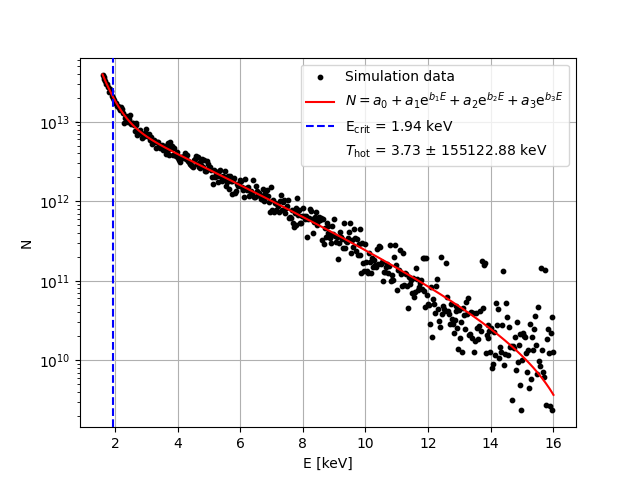 Simulation data
N = a₀ + a₁e^{b₁E} + a₂e^{b₂E} + a₃e^{b₃E}
E_crit = 1.94 keV
T_hot = 3.73 ± 155122.88 keV
10¹³
10¹²
10¹¹
10¹⁰
N
2 4 6 8 10 12 14 16
E [keV]